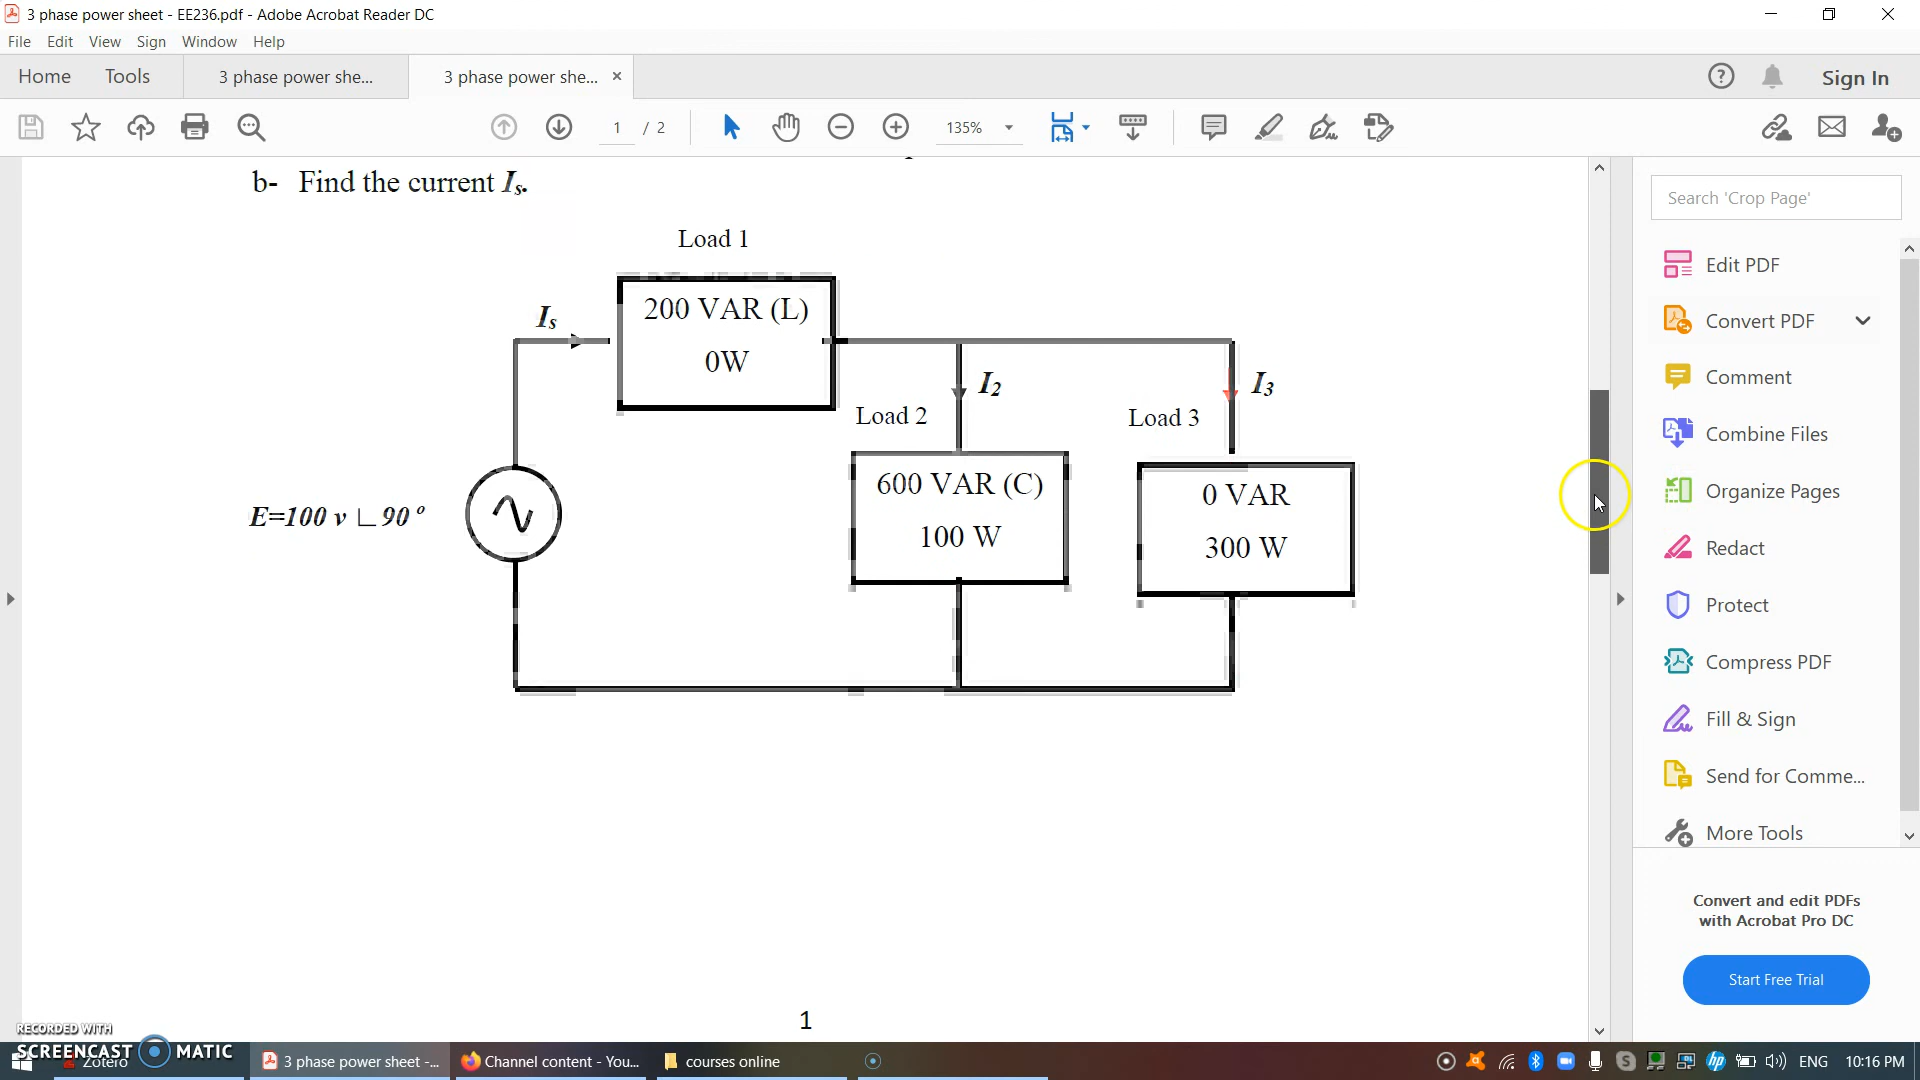 3 phase power sheet - EE236.pdf - Adobe Acrobat Reader DC
File Edit View Sign Window Help
Home Tools 3 phase power she... 3 phase power she... × Sign In
1 / 2 135%
b- Find the current Is.
Load 1
200 VAR (L)
0W
Is
I2
I3
Load 2
Load 3
600 VAR (C)
100 W
0 VAR
300 W
E=100 v ∟90 º
1
Search 'Crop Page'
Edit PDF
Convert PDF
Comment
Combine Files
Organize Pages
Redact
Protect
Compress PDF
Fill & Sign
Send for Comme...
More Tools
Convert and edit PDFs
with Acrobat Pro DC
Start Free Trial
RECORDED WITH
SCREENCAST MATIC
Zotero 3 phase power sheet -... Channel content - You... courses online ENG 10:16 PM